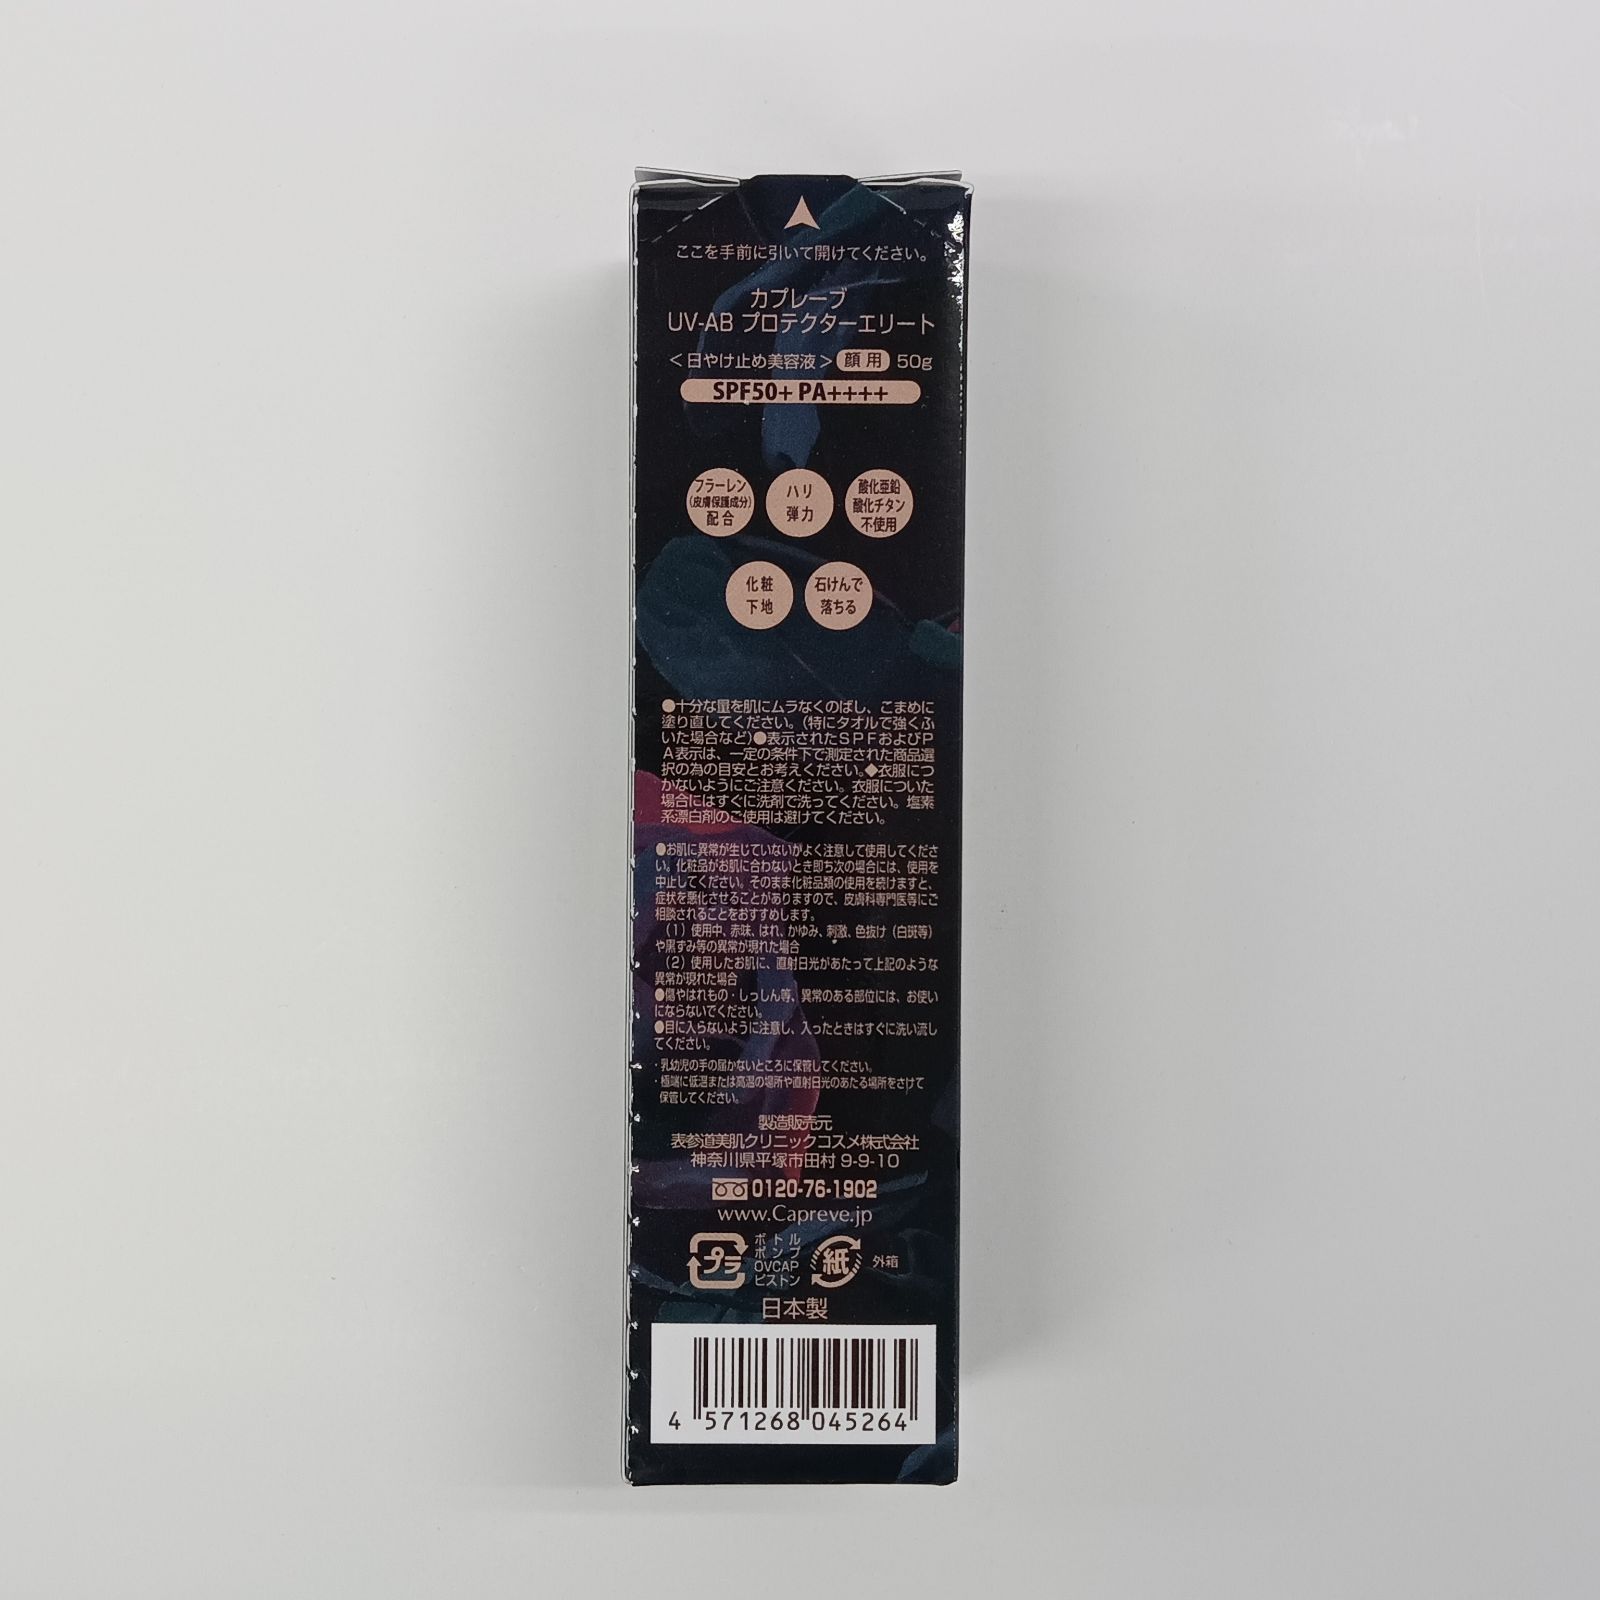 ここを手前に引いて開けてください。
カプレーブ
UV-AB プロテクターエリート
＜日やけ止め美容液＞ 顔用 50g
SPF50+ PA++++
フラーレン
(皮膚保護成分)
配合
ハリ
弾力
酸化亜鉛
酸化チタン
不使用
化粧
下地
石けんで
落ちる
●十分な量を肌にムラなくのばし、こまめに
塗り直してください。(特にタオルで強くふ
いた場合など)●表示されたSPFおよびP
A表示は、一定の条件下で測定された商品選
択の為の目安とお考えください。◆衣服につ
かないようにご注意ください。衣服についた
場合にはすぐに洗剤で洗ってください。塩素
系漂白剤のご使用は避けてください。
●お肌に異常が生じていないかよく注意して使用してくださ
い。化粧品がお肌に合わないとき即ち次の場合には、使用を
中止してください。そのまま化粧品類の使用を続けますと、
症状を悪化させることがありますので、皮膚科専門医等にご
相談されることをおすすめします。
(1)使用中、赤味、はれ、かゆみ、刺激、色抜け(白斑等)
や黒ずみ等の異常が現れた場合
(2)使用したお肌に、直射日光があたって上記のような
異常が現れた場合
●傷やはれもの・しっしん等、異常のある部位には、お使い
にならないでください。
●目に入らないように注意し、入ったときはすぐに洗い流し
てください。
・乳幼児の手の届かないところに保管してください。
・極端に低温または高温の場所や直射日光のあたる場所をさけて
保管してください。
製造販売元
表参道美肌クリニックコスメ株式会社
神奈川県平塚市田村 9-9-10
0120-76-1902
www.Capreve.jp
プラ
ボトル
ポンプ
OVCAP
ピストン
紙
外箱
日本製
4 571268 045264